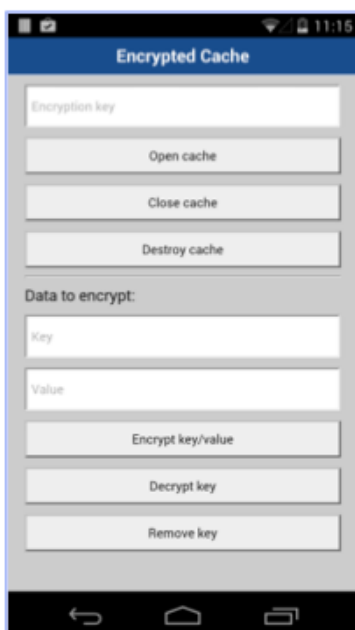 11:15
Encrypted Cache
Encryption key
Open cache
Close cache
Destroy cache
Data to encrypt:
Key
Value
Encrypt key/value
Decrypt key
Remove key